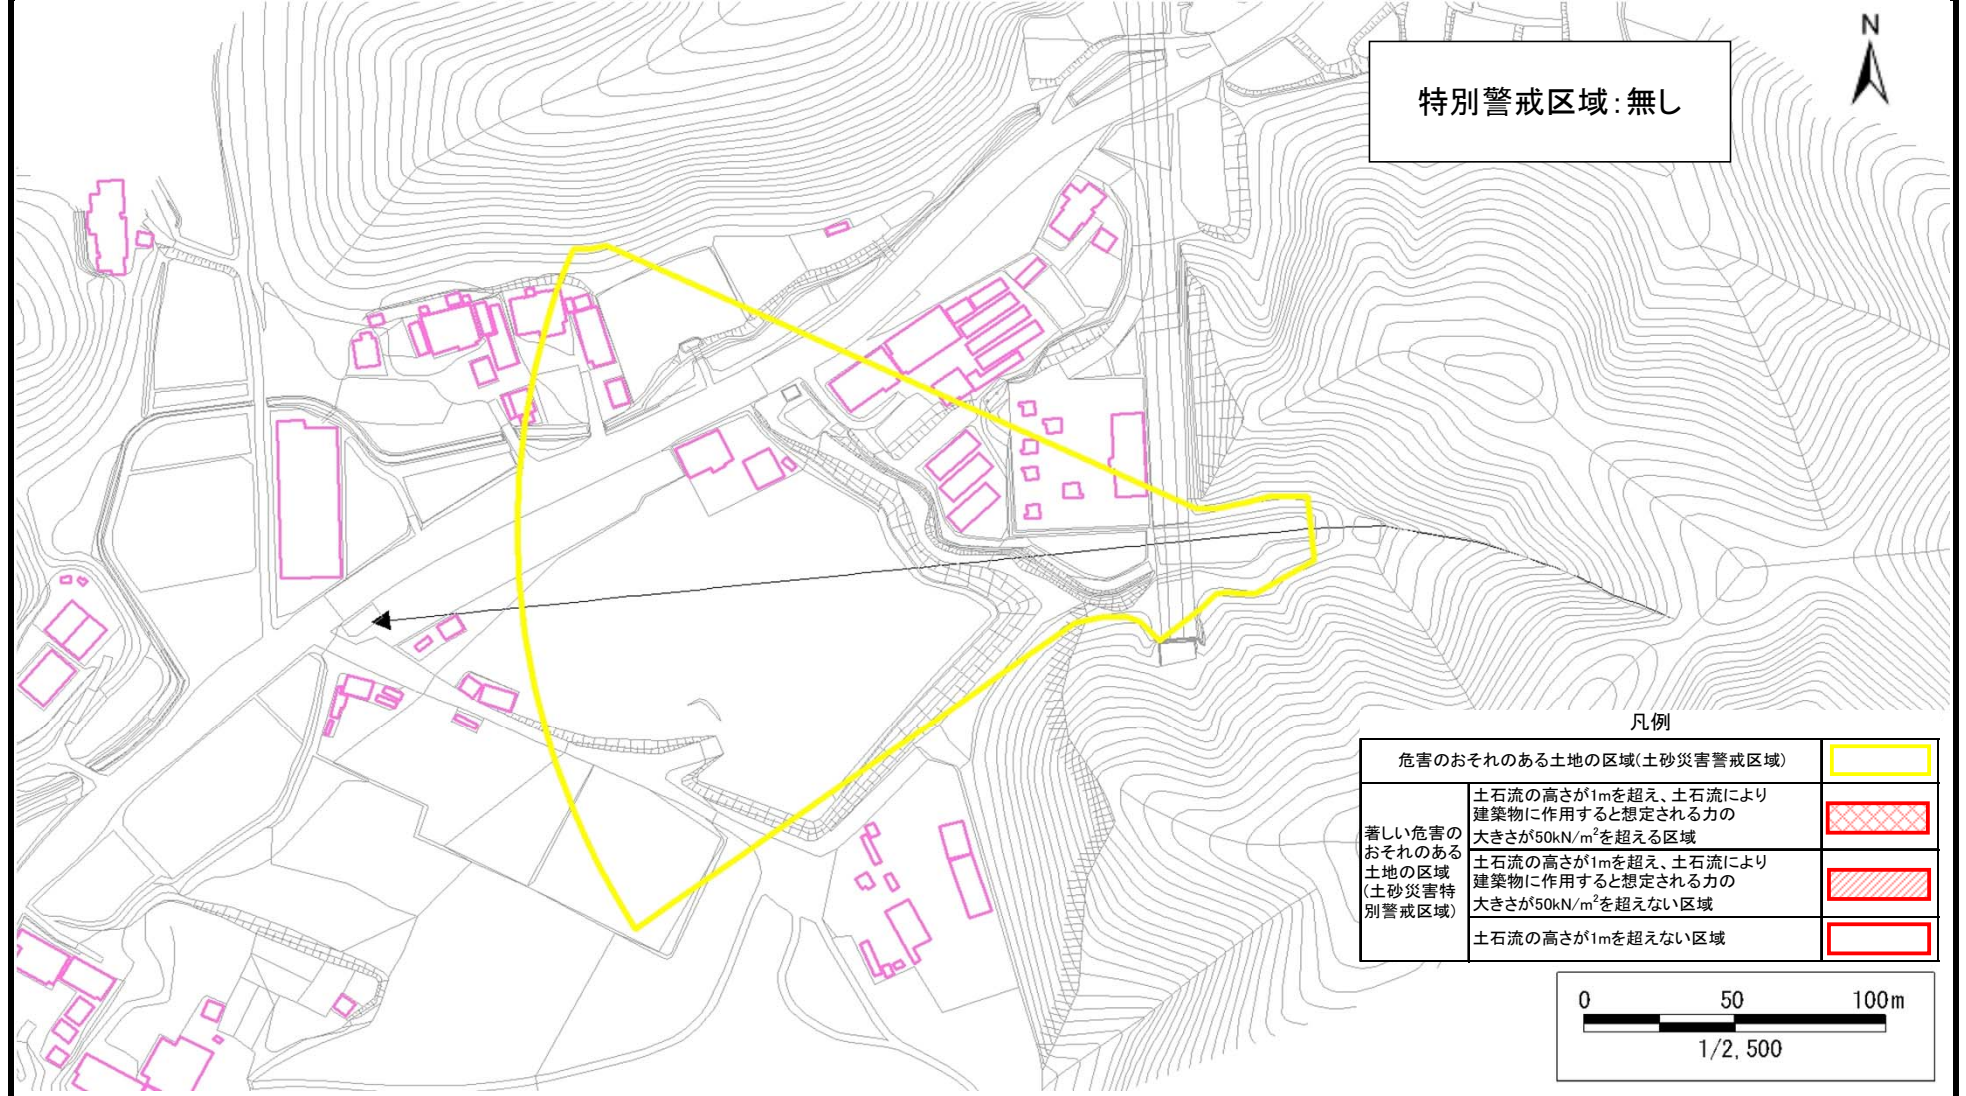 特別警戒区域：無し
N
凡例
危害のおそれのある土地の区域(土砂災害警戒区域)
著しい危害の
おそれのある
土地の区域
(土砂災害特
別警戒区域)
土石流の高さが1mを超え、土石流により
建築物に作用すると想定される力の
大きさが50kN/m²を超える区域
土石流の高さが1mを超え、土石流により
建築物に作用すると想定される力の
大きさが50kN/m²を超えない区域
土石流の高さが1mを超えない区域
0 50 100m
1/2,500